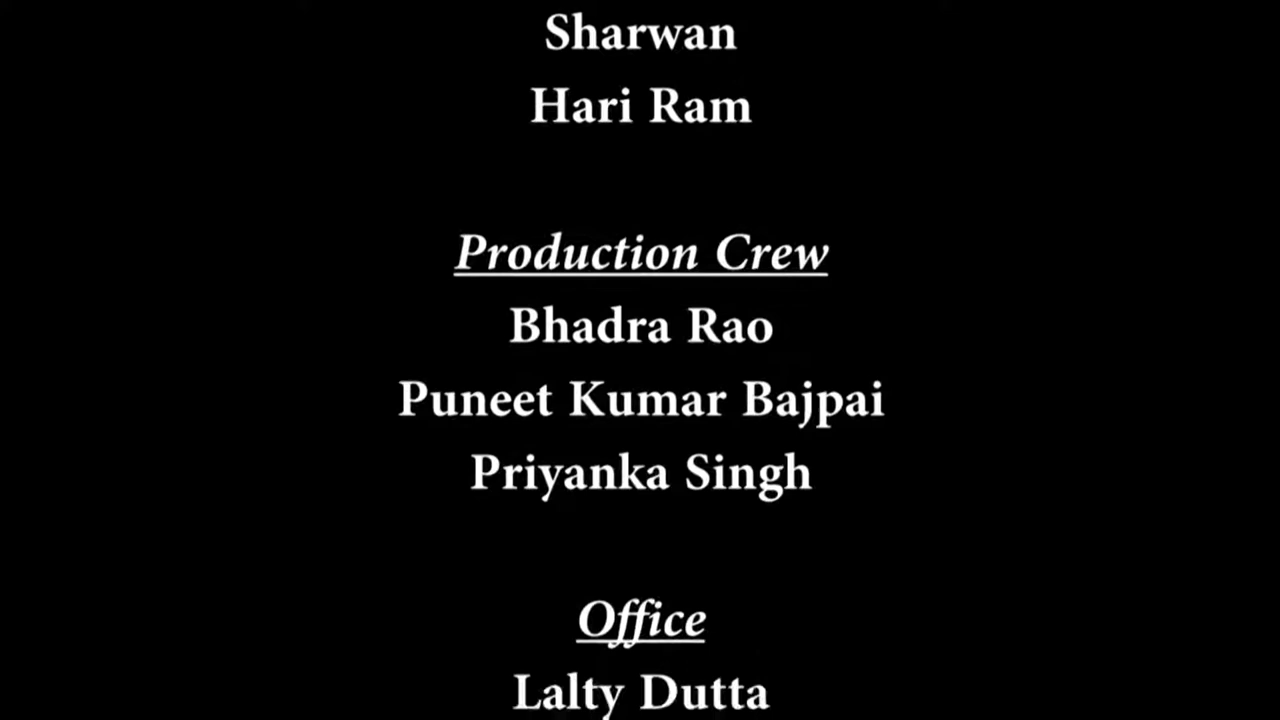 Sharwan
Hari Ram
Production Crew
Bhadra Rao
Puneet Kumar Bajpai
Priyanka Singh
Office
Lalty Dutta